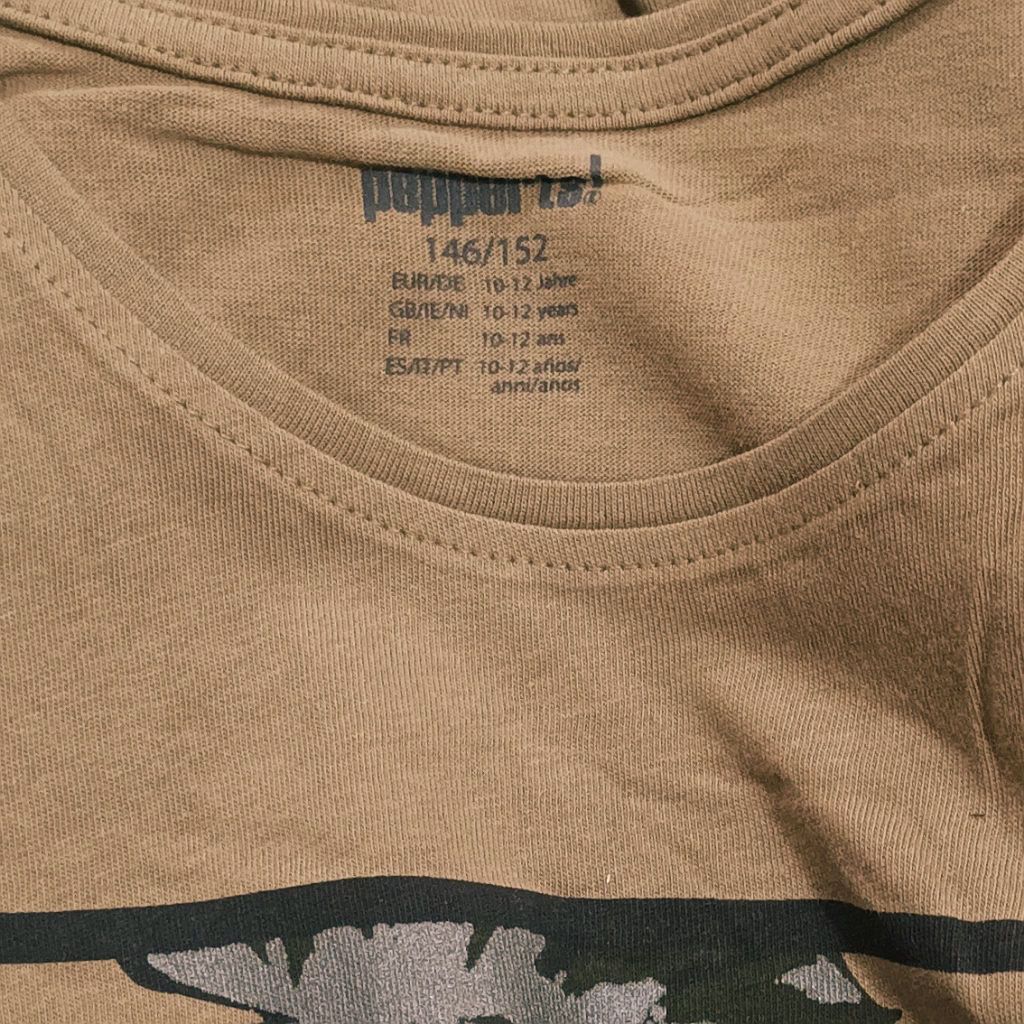 pepperts!
146/152
EUR/DE 10-12 Jahre
GB/IE/NI 10-12 years
FR 10-12 ans
ES/IT/PT 10-12 años/
anni/anos